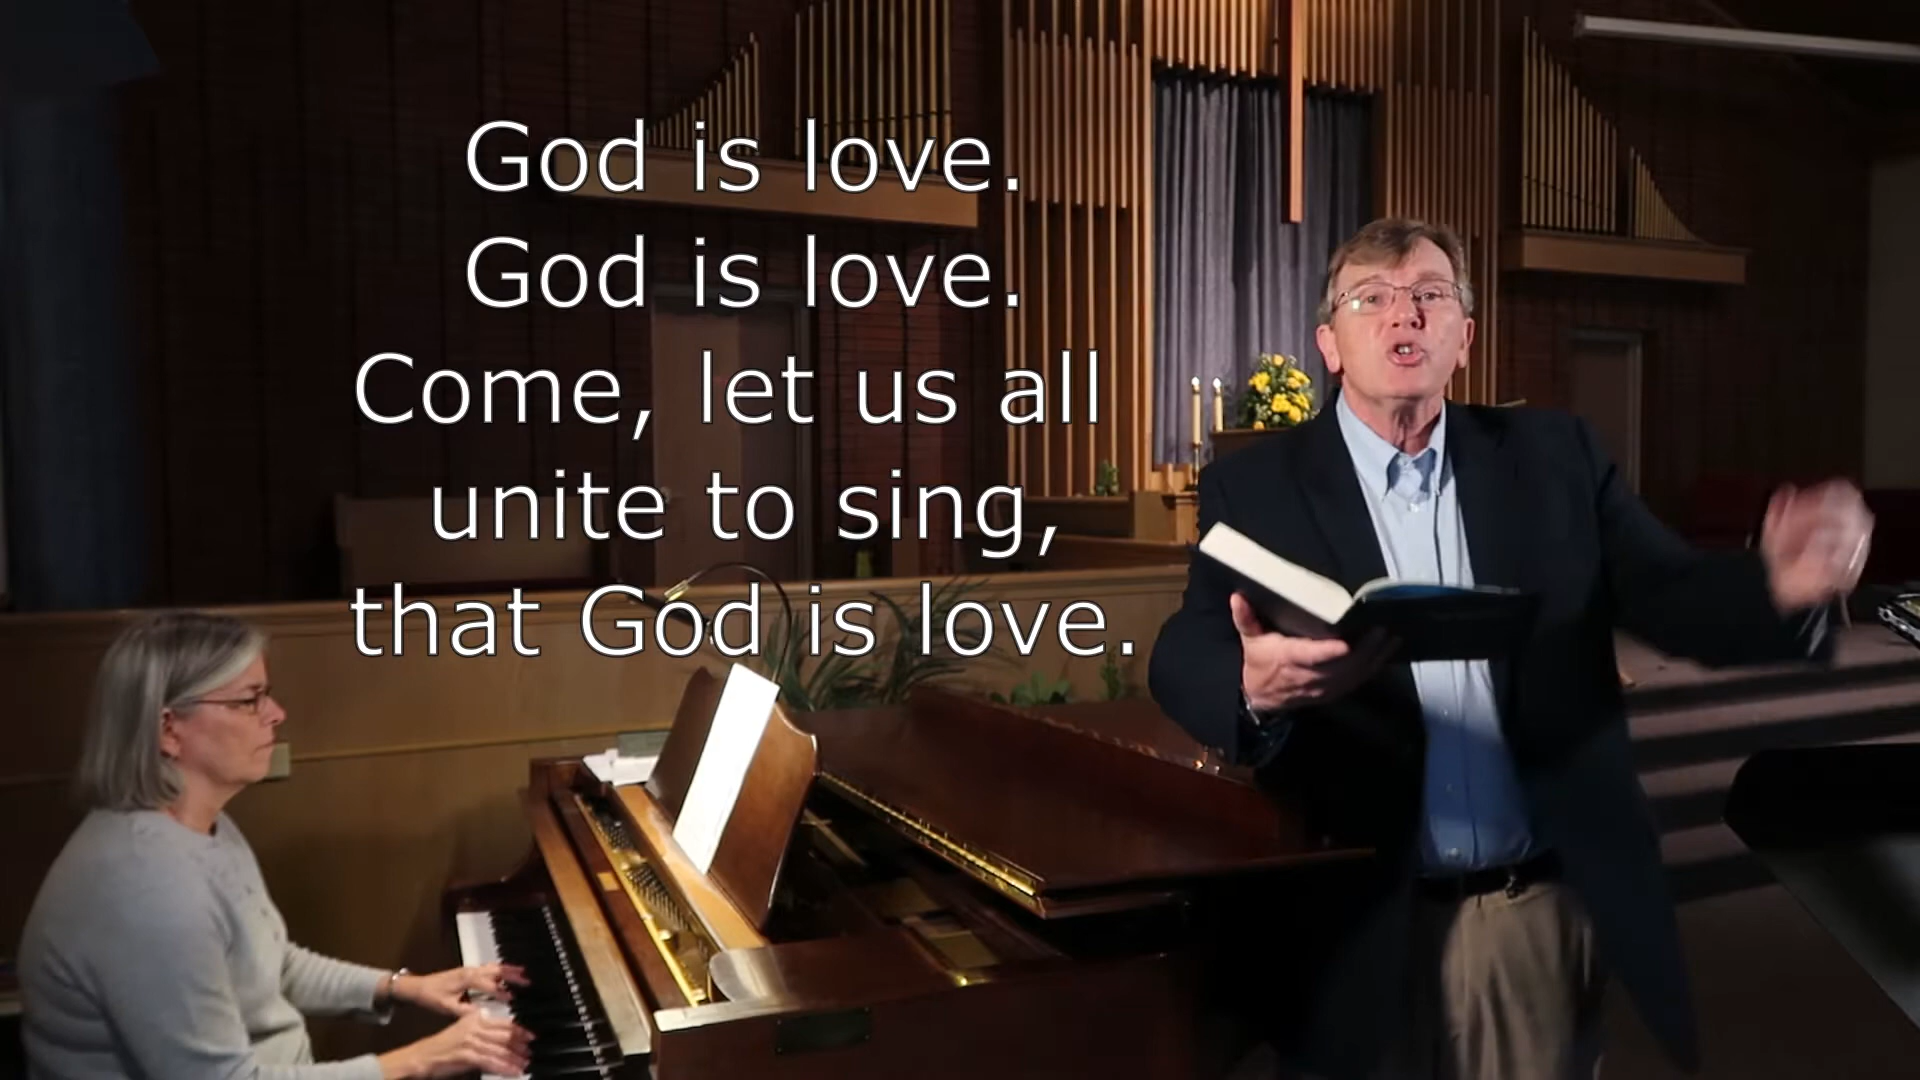 God is love.
God is love.
Come, let us all
unite to sing,
that God is love.